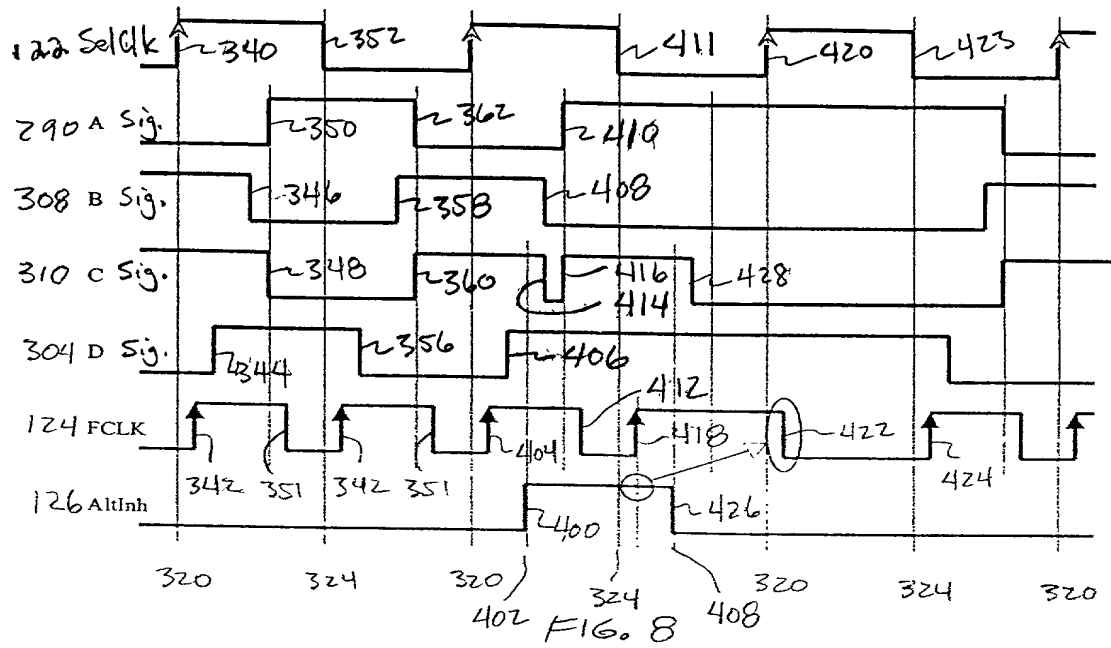 122 SelClk 340 352 411 420 423
290 A Sig. 350 362 410
308 B Sig. 346 358 408
310 C Sig. 348 360 416 414 428
304 D Sig. 344 356 406 412
124 FCLK 342 351 342 351 404 418 422 424
126 AltInh 400 426
320 324 320 324 320 324 320
402 408
FIG. 8